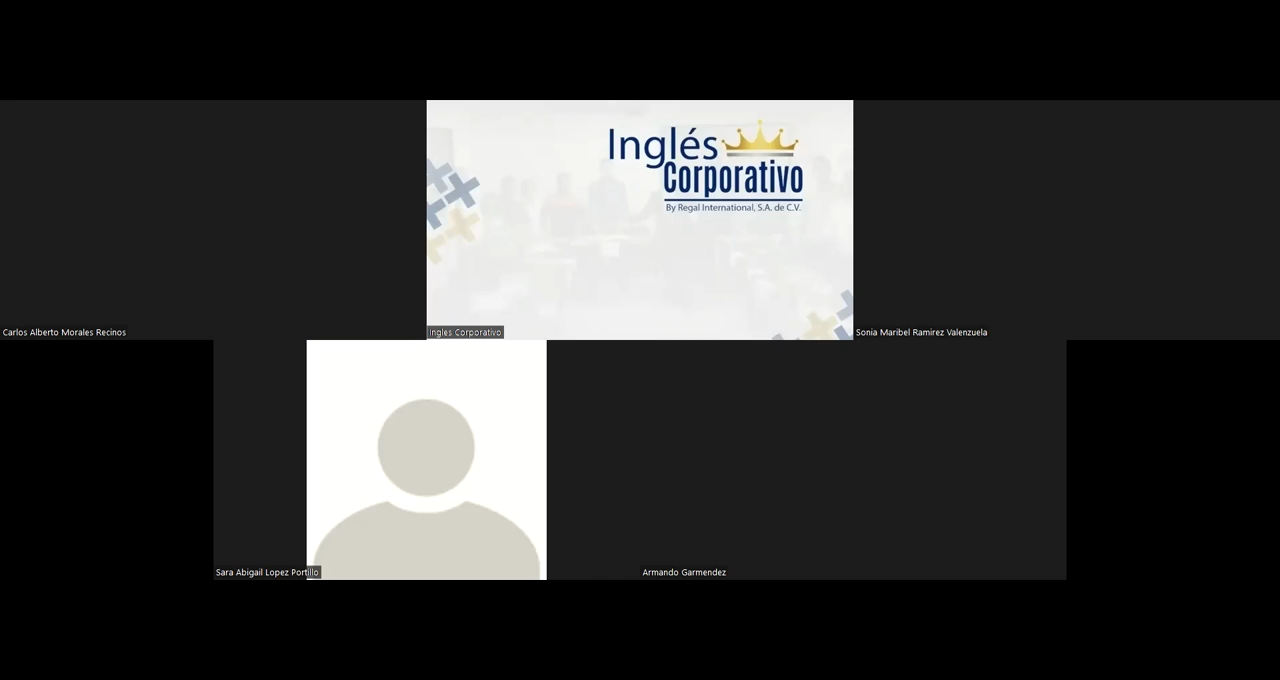 Inglés
Corporativo
By Regal International, S.A. de C.V.
Carlos Alberto Morales Recinos
Ingles Corporativo
Sonia Maribel Ramirez Valenzuela
Sara Abigail Lopez Portillo
Armando Garmendez